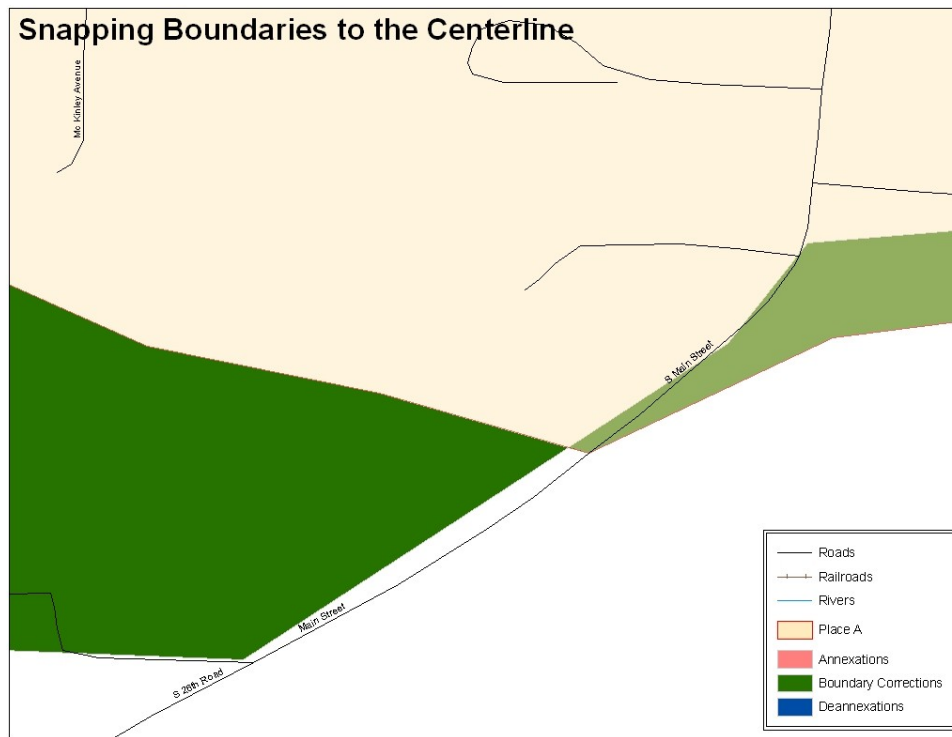 Snapping Boundaries to the Centerline
Mc Kinley Avenue
S Main Street
Main Street
S 26th Road
Roads
Railroads
Rivers
Place A
Annexations
Boundary Corrections
Deannexations